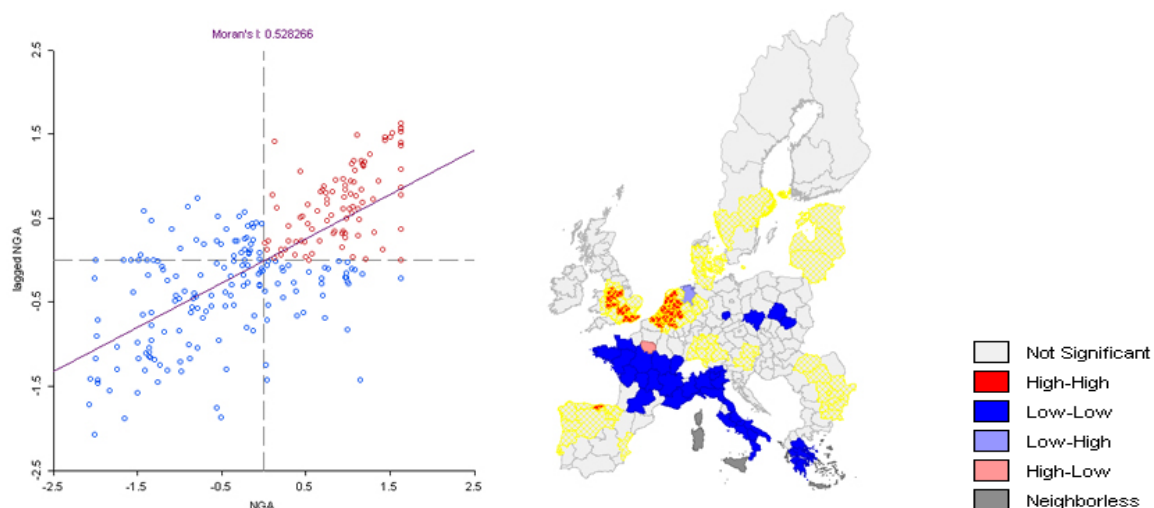 Moran's I: 0.528266
2.5
1.5
0.5
-0.5
-1.5
-2.5
lagged NGA
-2.5 -1.5 -0.5 0.5 1.5 2.5
NGA
Not Significant
High-High
Low-Low
Low-High
High-Low
Neighborless